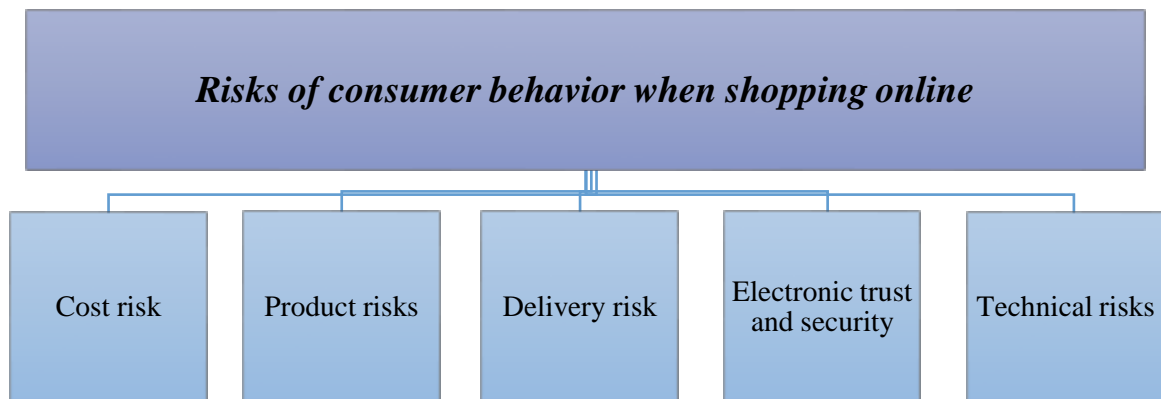 Risks of consumer behavior when shopping online
Cost risk
Product risks
Delivery risk
Electronic trust
and security
Technical risks